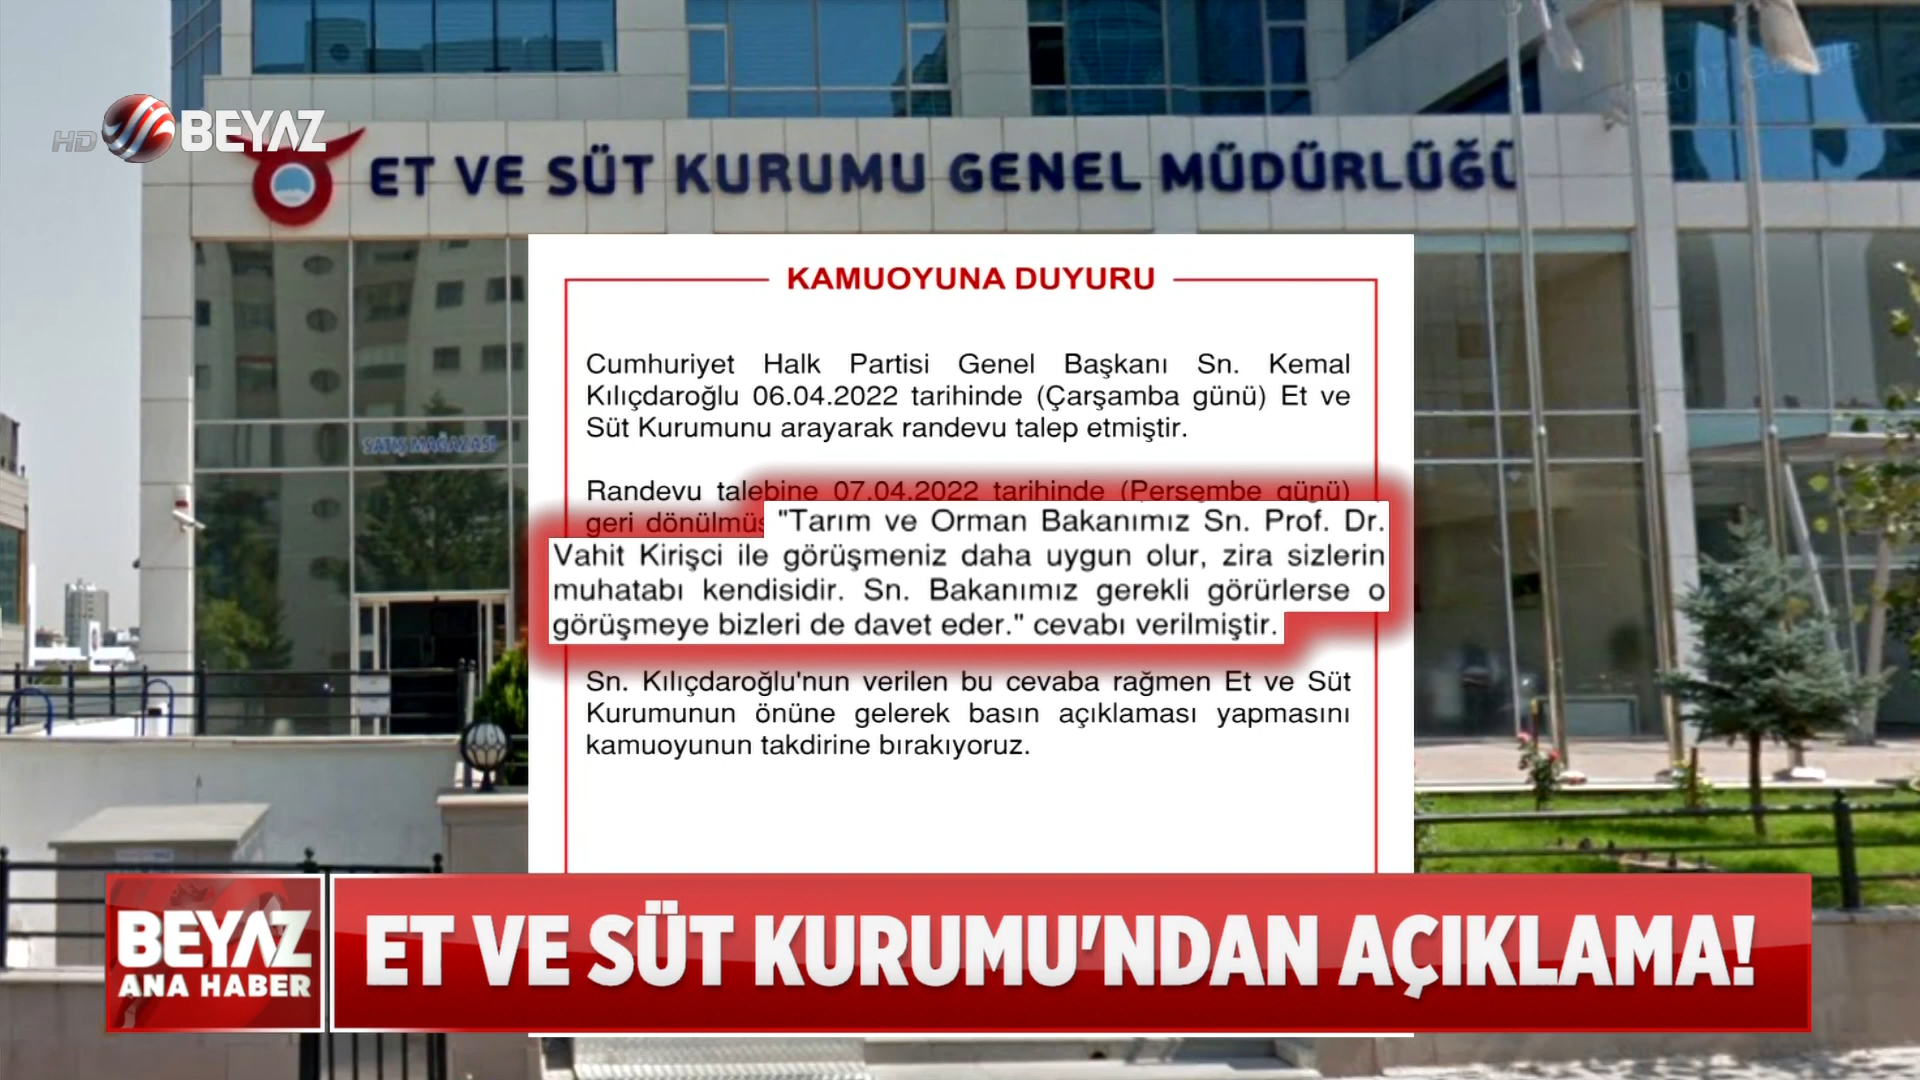 HD BEYAZ
ET VE SÜT KURUMU GENEL MÜDÜRLÜĞÜ
SATIŞ MAĞAZASI
KAMUOYUNA DUYURU
Cumhuriyet Halk Partisi Genel Başkanı Sn. Kemal
Kılıçdaroğlu 06.04.2022 tarihinde (Çarşamba günü) Et ve
Süt Kurumunu arayarak randevu talep etmiştir.
Randevu talebine 07.04.2022 tarihinde (Perşembe günü)
geri dönülmüş "Tarım ve Orman Bakanımız Sn. Prof. Dr.
Vahit Kirişci ile görüşmeniz daha uygun olur, zira sizlerin
muhatabı kendisidir. Sn. Bakanımız gerekli görürlerse o
görüşmeye bizleri de davet eder." cevabı verilmiştir.
Sn. Kılıçdaroğlu'nun verilen bu cevaba rağmen Et ve Süt
Kurumunun önüne gelerek basın açıklaması yapmasını
kamuoyunun takdirine bırakıyoruz.
BEYAZ
ANA HABER
ET VE SÜT KURUMU'NDAN AÇIKLAMA!